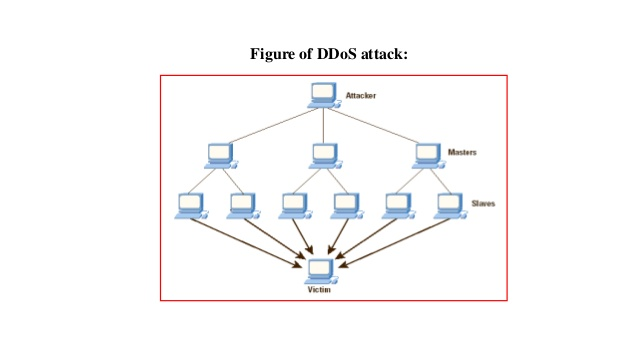 Figure of DDoS attack:
Attacker
Masters
Slaves
Victim